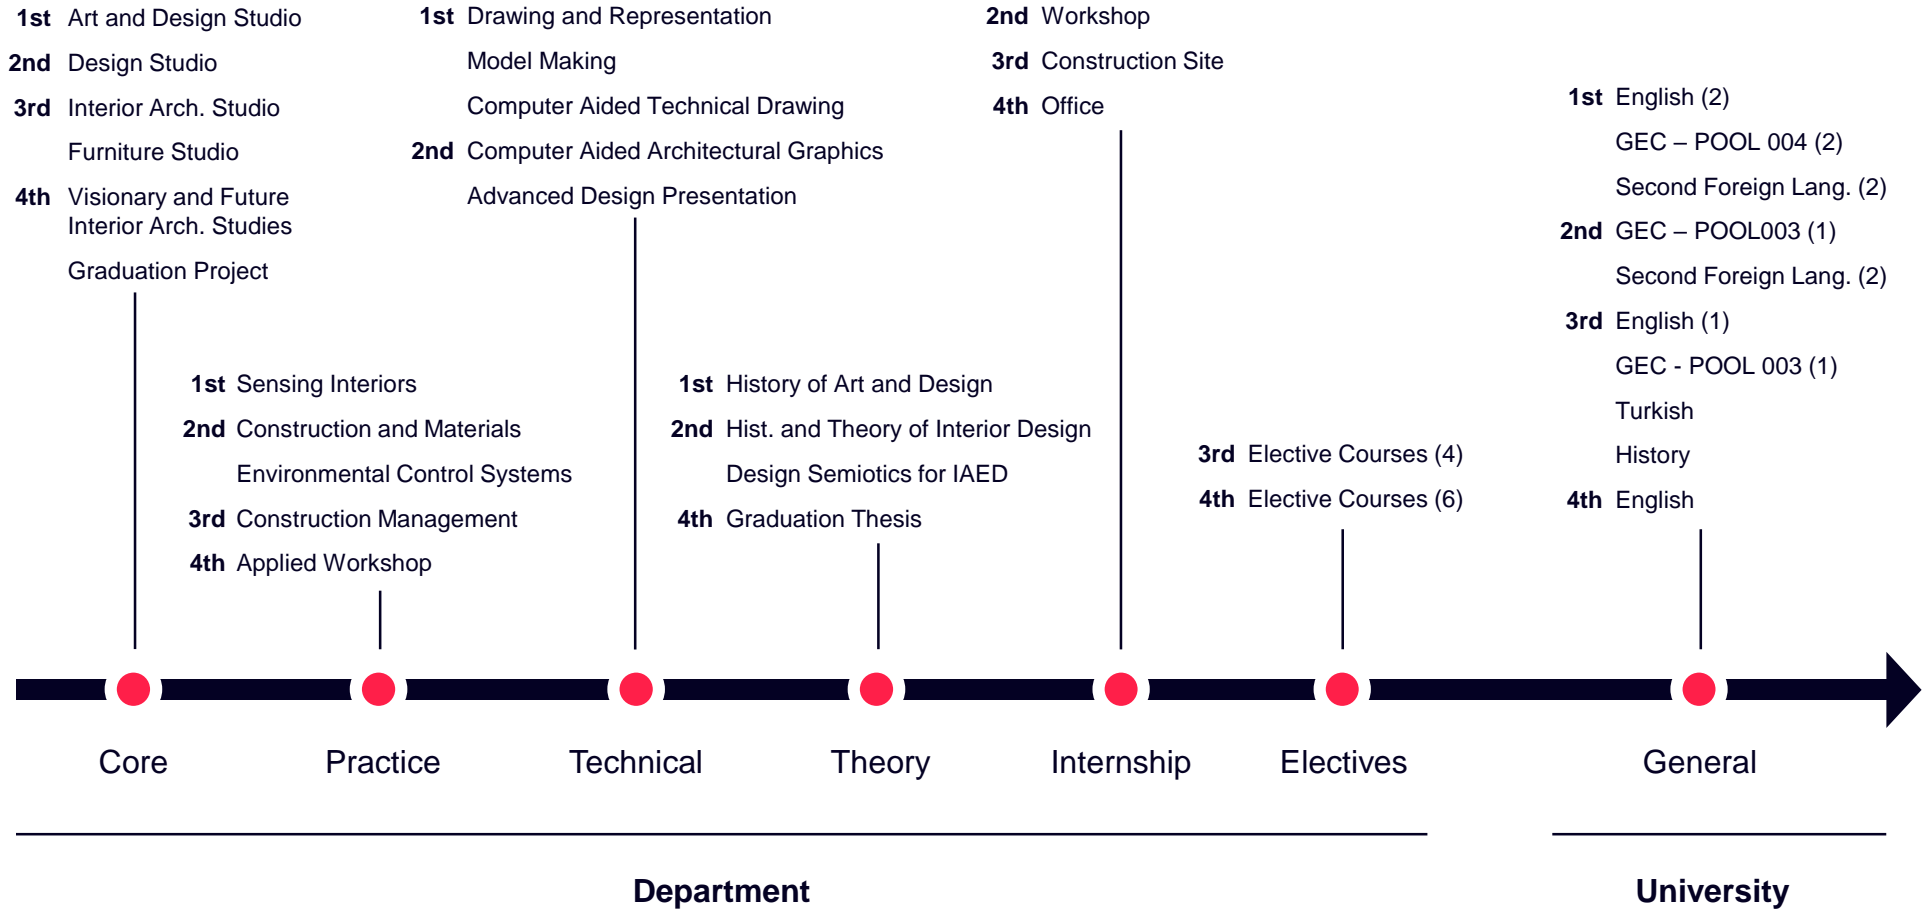 1st Art and Design Studio
2nd Design Studio
3rd Interior Arch. Studio
Furniture Studio
4th Visionary and Future
Interior Arch. Studies
Graduation Project
1st Sensing Interiors
2nd Construction and Materials
Environmental Control Systems
3rd Construction Management
4th Applied Workshop
1st Drawing and Representation
Model Making
Computer Aided Technical Drawing
2nd Computer Aided Architectural Graphics
Advanced Design Presentation
1st History of Art and Design
2nd Hist. and Theory of Interior Design
Design Semiotics for IAED
4th Graduation Thesis
2nd Workshop
3rd Construction Site
4th Office
3rd Elective Courses (4)
4th Elective Courses (6)
1st English (2)
GEC – POOL 004 (2)
Second Foreign Lang. (2)
2nd GEC – POOL003 (1)
Second Foreign Lang. (2)
3rd English (1)
GEC - POOL 003 (1)
Turkish
History
4th English
Core
Practice
Technical
Theory
Internship
Electives
General
Department
University